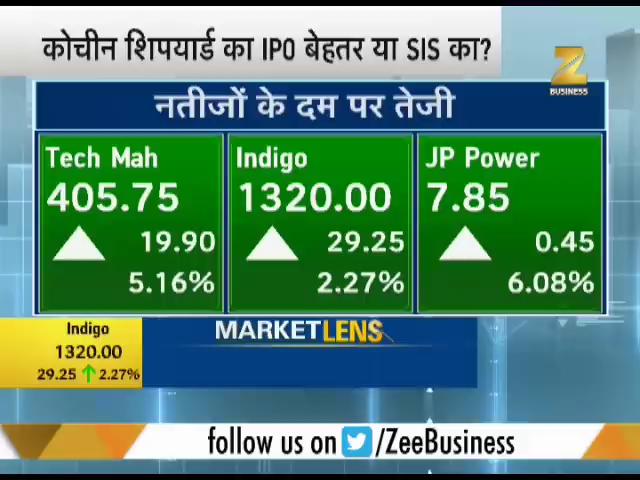 कोचीन शिपयार्ड का IPO बेहतर या SIS का?
Z
BUSINESS
नतीजों के दम पर तेजी
Tech Mah
405.75
19.90
5.16%
Indigo
1320.00
29.25
2.27%
JP Power
7.85
0.45
6.08%
Indigo
1320.00
29.25 2.27%
MARKETLENS
follow us on /ZeeBusiness